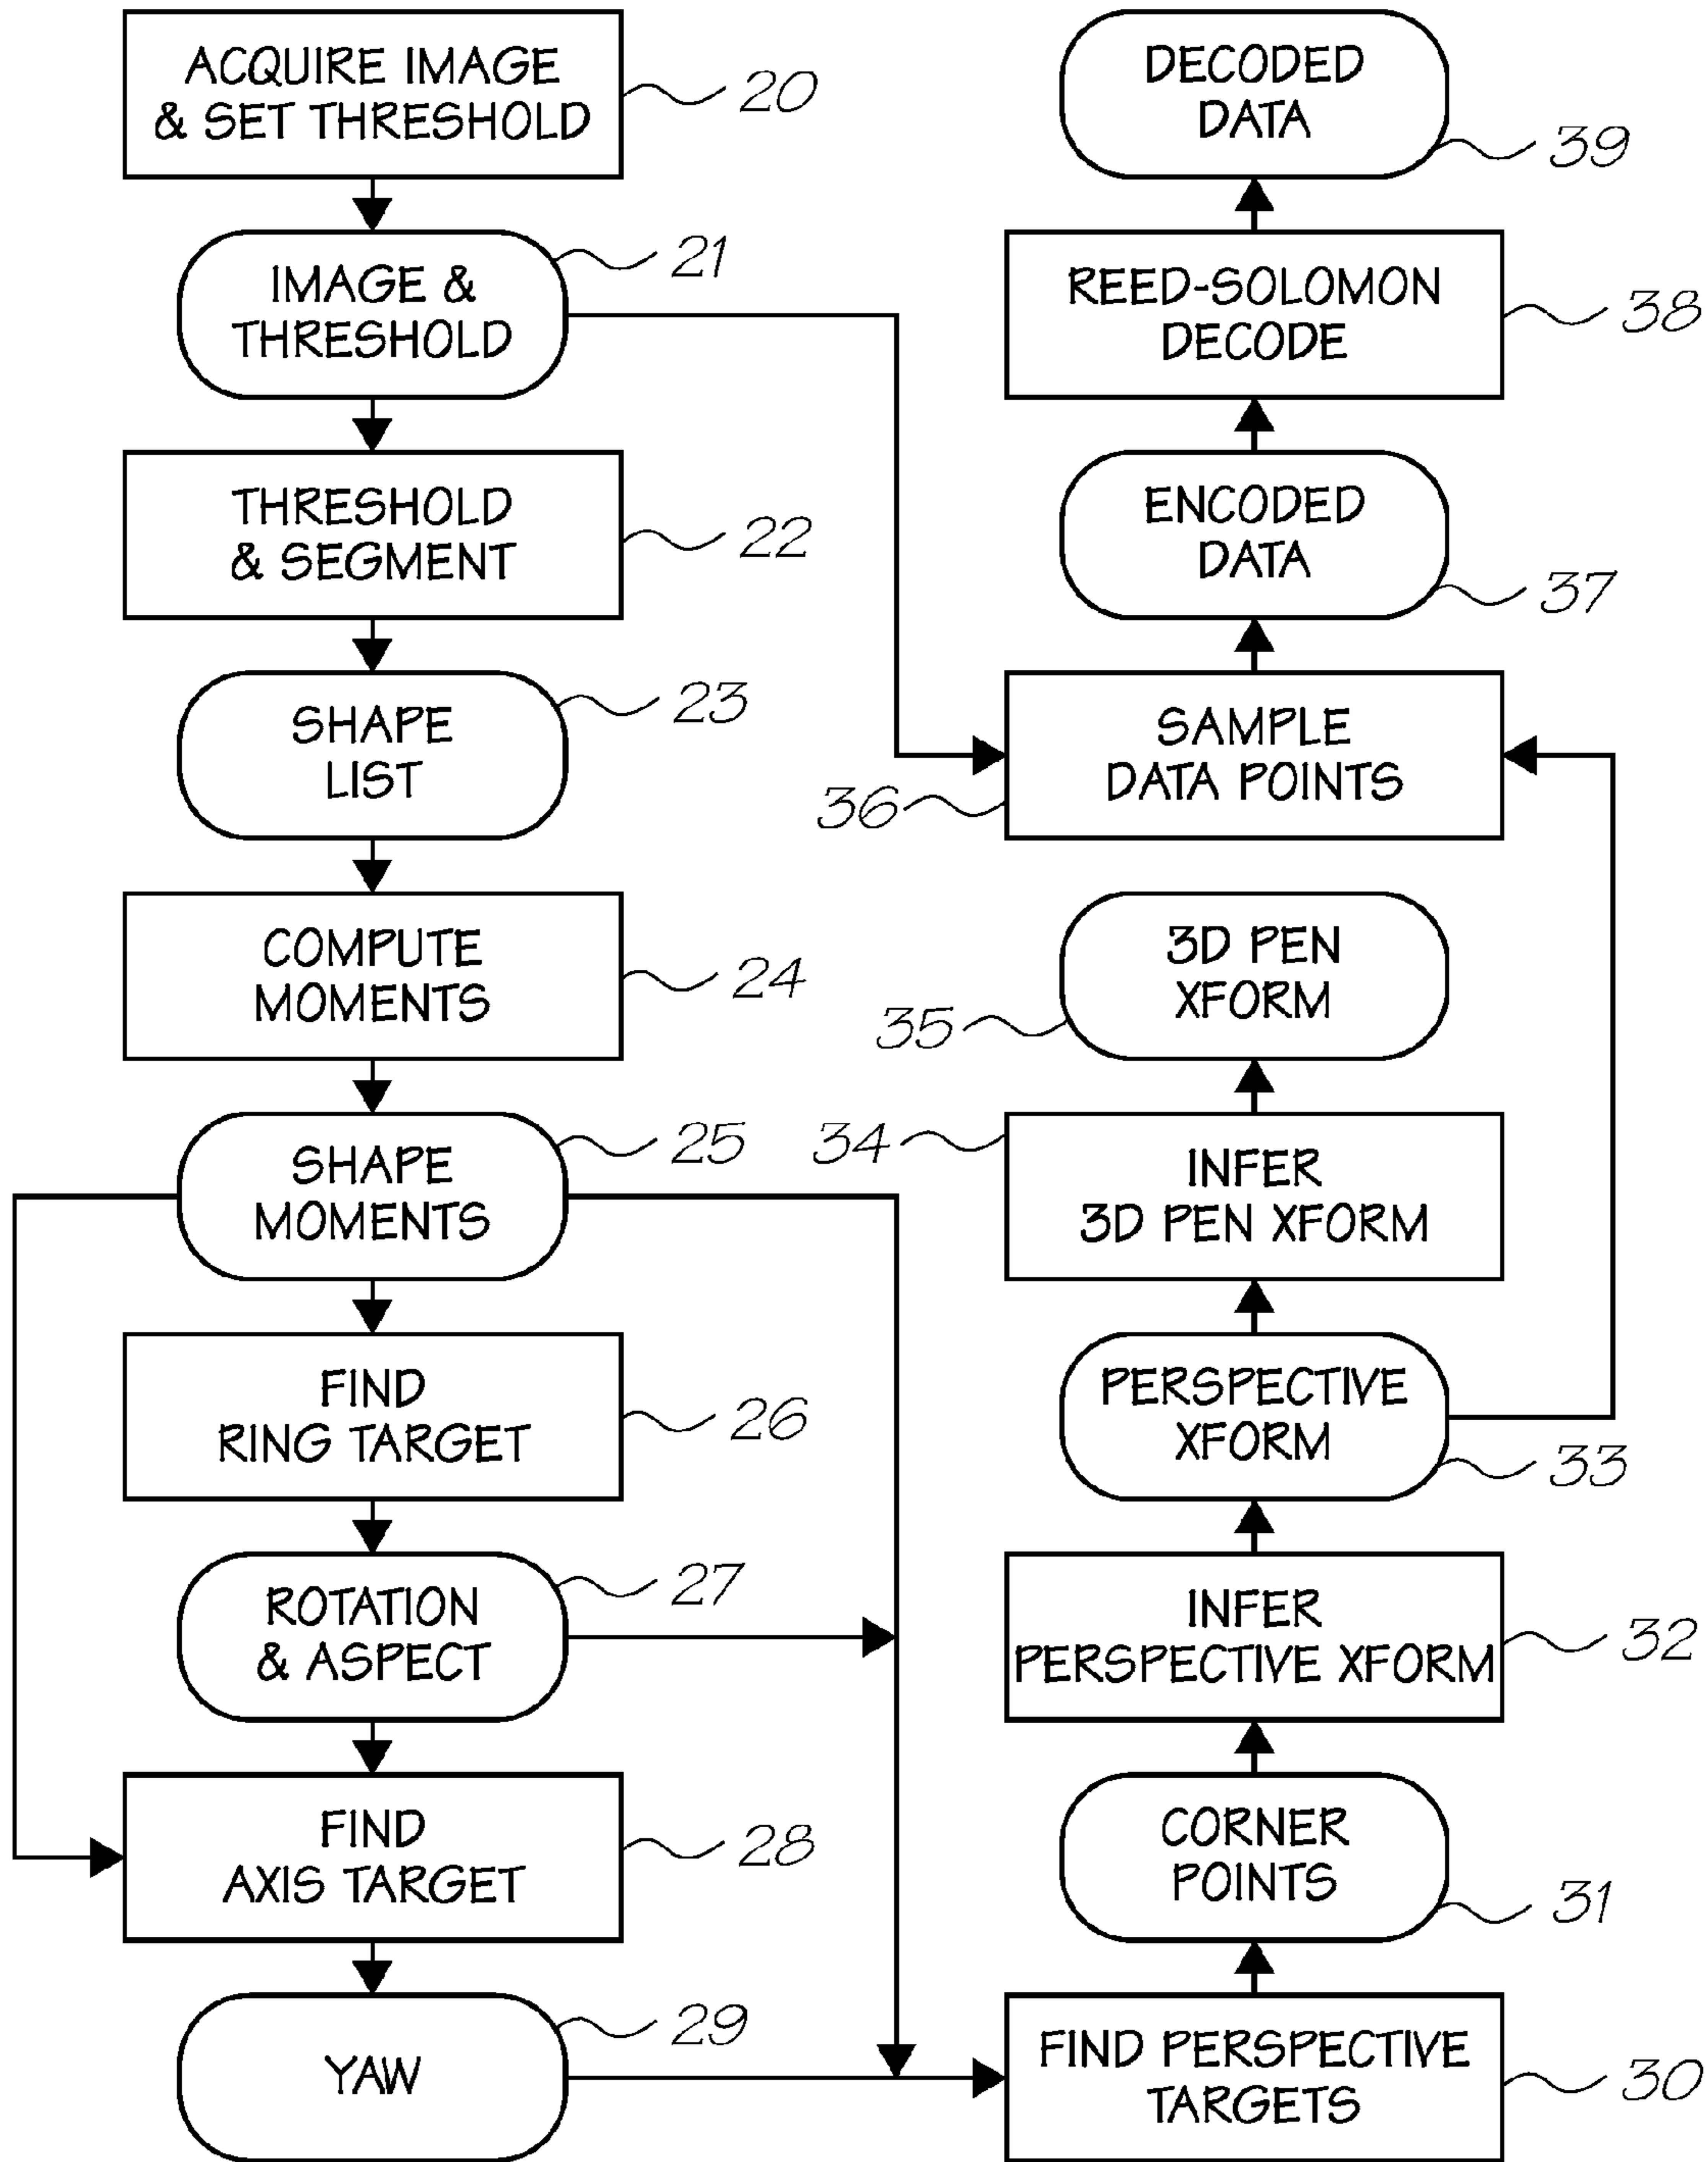 ACQUIRE IMAGE
& SET THRESHOLD
20
IMAGE &
THRESHOLD
21
THRESHOLD
& SEGMENT
22
SHAPE
LIST
23
COMPUTE
MOMENTS
24
SHAPE
MOMENTS
25
FIND
RING TARGET
26
ROTATION
& ASPECT
27
FIND
AXIS TARGET
28
YAW
29
DECODED
DATA
39
REED-SOLOMON
DECODE
38
ENCODED
DATA
37
SAMPLE
DATA POINTS
36
3D PEN
XFORM
35
INFER
3D PEN XFORM
34
PERSPECTIVE
XFORM
33
INFER
PERSPECTIVE XFORM
32
CORNER
POINTS
31
FIND PERSPECTIVE
TARGETS
30